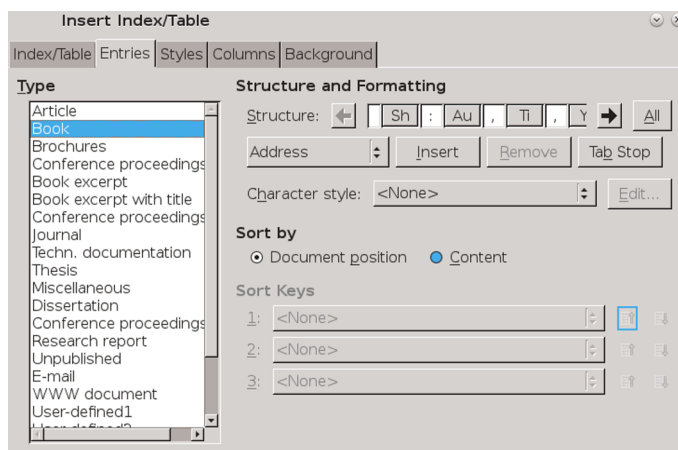 Insert Index/Table
Index/Table Entries Styles Columns Background
Type
Article
Book
Brochures
Conference proceedings
Book excerpt
Book excerpt with title
Conference proceedings
Journal
Techn. documentation
Thesis
Miscellaneous
Dissertation
Conference proceedings
Research report
Unpublished
E-mail
WWW document
User-defined1
User-defined2
Structure and Formatting
Structure: Sh : Au , Ti , Y All
Address Insert Remove Tab Stop
Character style: <None> Edit...
Sort by
Document position Content
Sort Keys
1: <None>
2: <None>
3: <None>